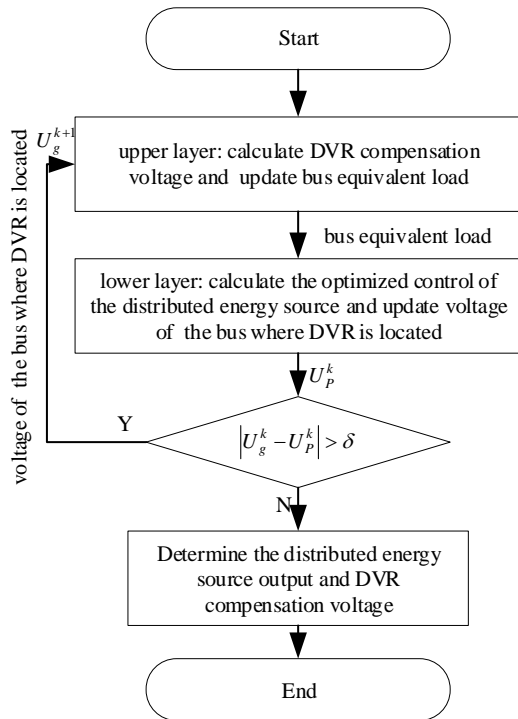 Start
U_g^{k+1}
upper layer: calculate DVR compensation
voltage and update bus equivalent load
bus equivalent load
lower layer: calculate the optimized control of
the distributed energy source and update voltage
of the bus where DVR is located
voltage of the bus where DVR is located
U_P^k
Y
|U_g^k − U_P^k| > δ
N
Determine the distributed energy
source output and DVR
compensation voltage
End